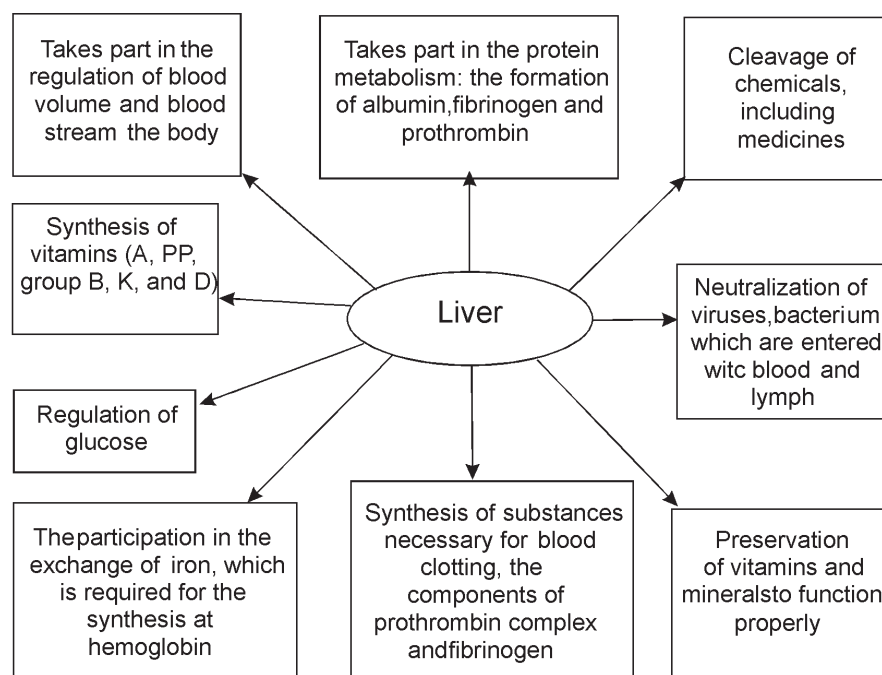 Takes part in the
regulation of blood
volume and blood
stream the body
Takes part in the protein
metabolism: the formation
of albumin,fibrinogen and
prothrombin
Cleavage of
chemicals,
including
medicines
Synthesis of
vitamins (A, PP,
group B, K, and D)
Liver
Neutralization of
viruses,bacterium
which are entered
witc blood and
lymph
Regulation of
glucose
Theparticipation in the
exchange of iron, which
is required for the
synthesis at
hemoglobin
Synthesis of substances
necessary for blood
clotting, the
components of
prothrombin complex
andfibrinogen
Preservation
of vitamins and
mineralsto function
properly